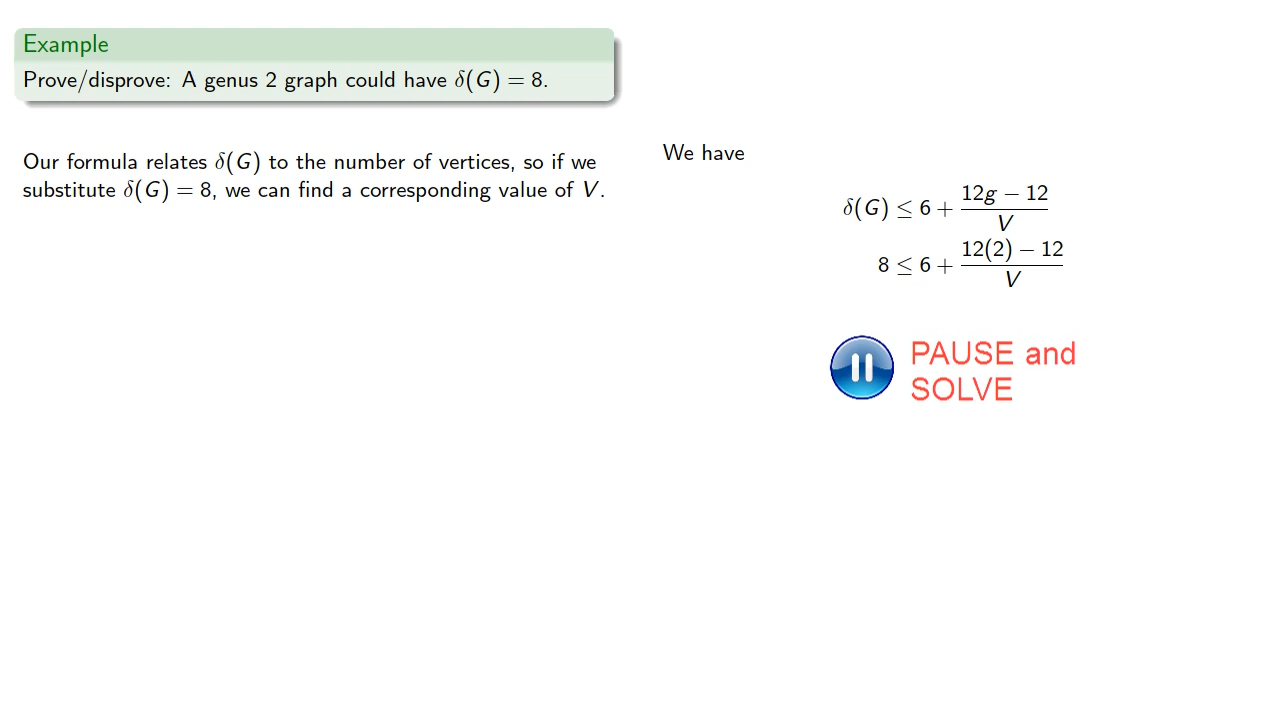 Example
Prove/disprove: A genus 2 graph could have δ(G) = 8.
Our formula relates δ(G) to the number of vertices, so if we
substitute δ(G) = 8, we can find a corresponding value of V.
We have
δ(G) ≤ 6 + (12g − 12)/V
8 ≤ 6 + (12(2) − 12)/V
PAUSE and
SOLVE